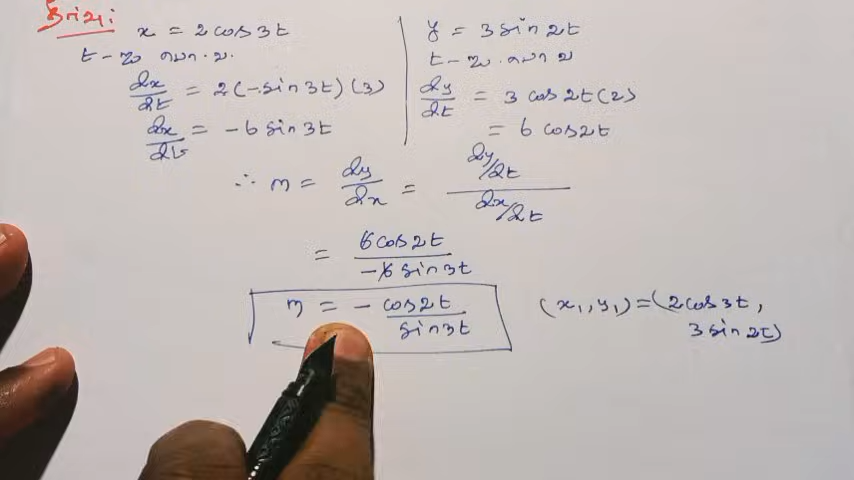 தீர்வு:
x = 2 cos 3t
t-ஐ பொ.வ.
dx/dt = 2(-sin 3t)(3)
dx/dt = -6 sin 3t
y = 3 sin 2t
t-ஐ பொ.வ
dy/dt = 3 cos 2t (2)
= 6 cos 2t
∴ m = dy/dx = (dy/dt)/(dx/dt)
= 6 cos 2t / -6 sin 3t
m = - cos 2t / sin 3t
(x₁, y₁) = (2 cos 3t,
3 sin 2t)